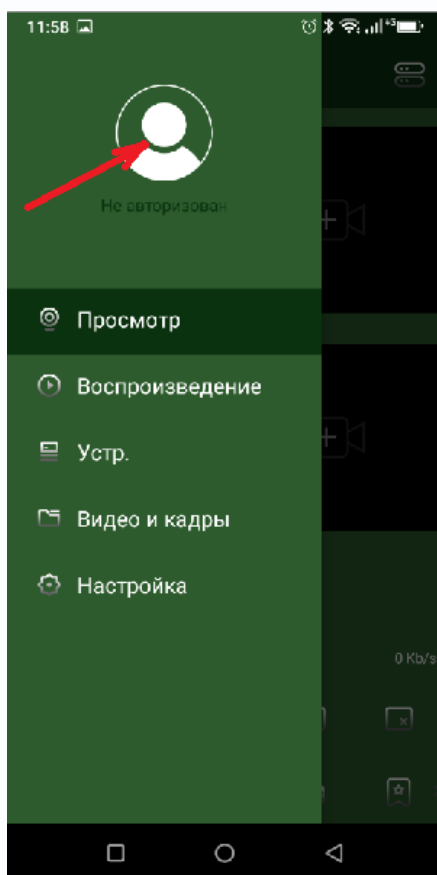 11:58
Не авторизован
Просмотр
Воспроизведение
Устр.
Видео и кадры
Настройка
0 Kb/s